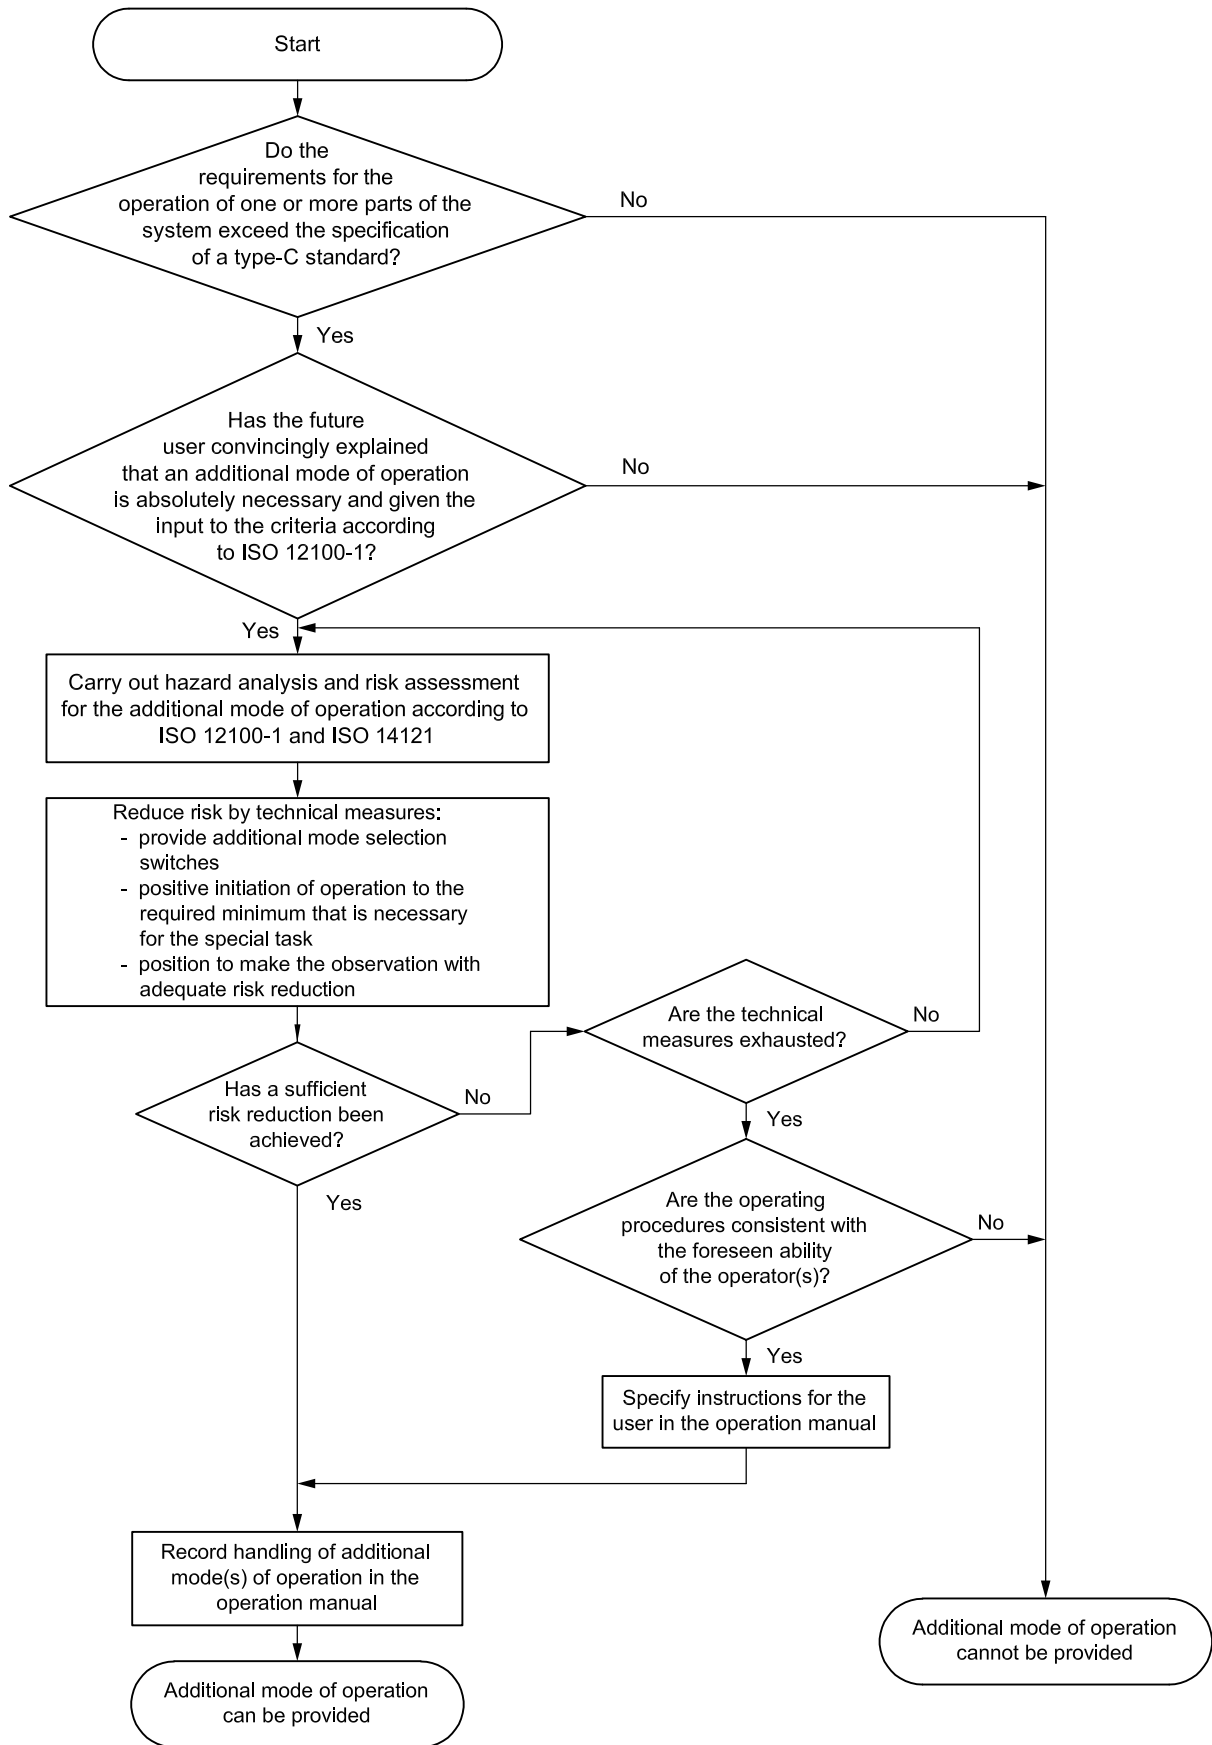 Start
Do the
requirements for the
operation of one or more parts of the
system exceed the specification
of a type-C standard?
No
Yes
Has the future
user convincingly explained
that an additional mode of operation
is absolutely necessary and given the
input to the criteria according
to ISO 12100-1?
No
Yes
Carry out hazard analysis and risk assessment
for the additional mode of operation according to
ISO 12100-1 and ISO 14121
Reduce risk by technical measures:
- provide additional mode selection
switches
- positive initiation of operation to the
required minimum that is necessary
for the special task
- position to make the observation with
adequate risk reduction
Are the technical
measures exhausted?
No
Has a sufficient
risk reduction been
achieved?
No
Yes
Yes
Are the operating
procedures consistent with
the foreseen ability
of the operator(s)?
No
Yes
Specify instructions for the
user in the operation manual
Record handling of additional
mode(s) of operation in the
operation manual
Additional mode of operation
cannot be provided
Additional mode of operation
can be provided